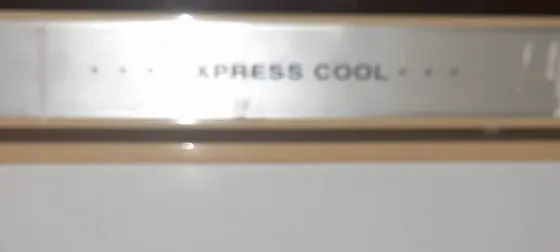 • • • XPRESS COOL • • •